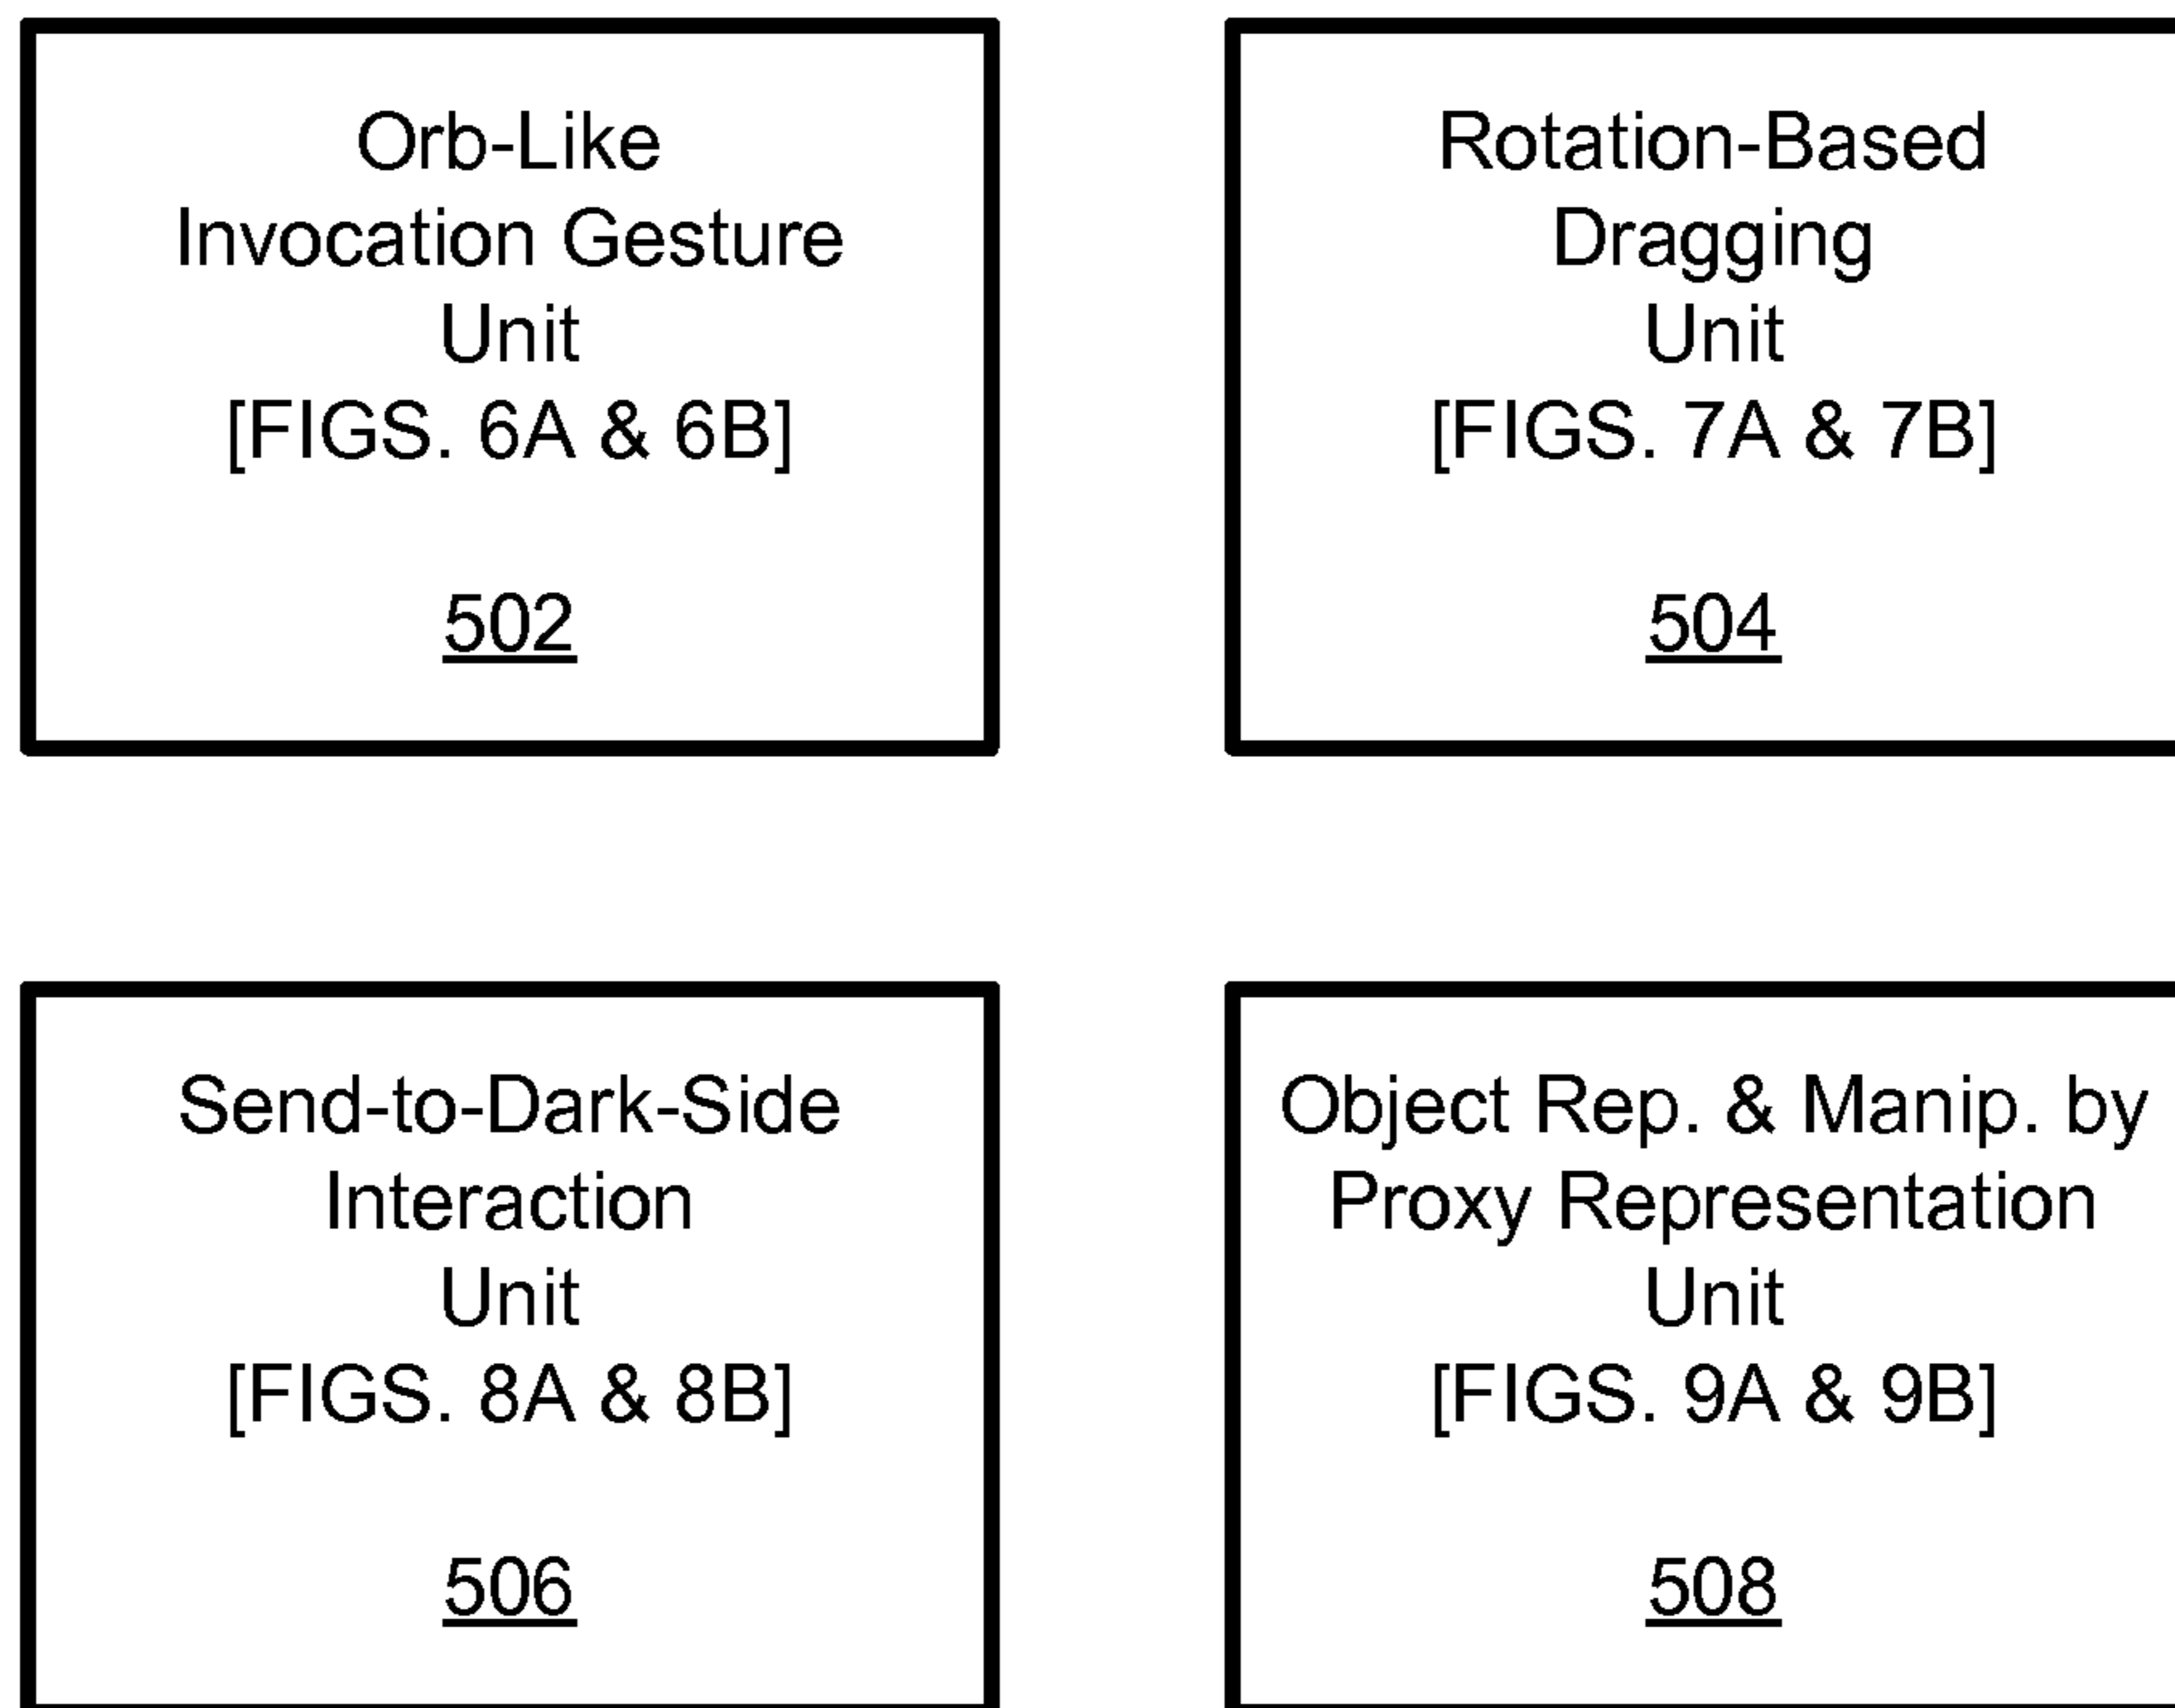 Orb-Like
Invocation Gesture
Unit
[FIGS. 6A & 6B]
502
Rotation-Based
Dragging
Unit
[FIGS. 7A & 7B]
504
Send-to-Dark-Side
Interaction
Unit
[FIGS. 8A & 8B]
506
Object Rep. & Manip. by
Proxy Representation
Unit
[FIGS. 9A & 9B]
508